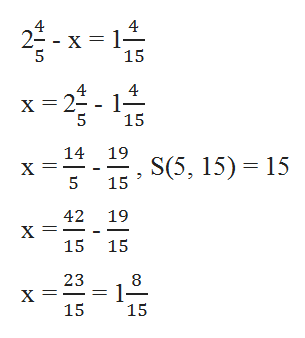 2 4/5 - x = 1 4/15
x = 2 4/5 - 1 4/15
x = 14/5 - 19/15 , S(5, 15) = 15
x = 42/15 - 19/15
x = 23/15 = 1 8/15